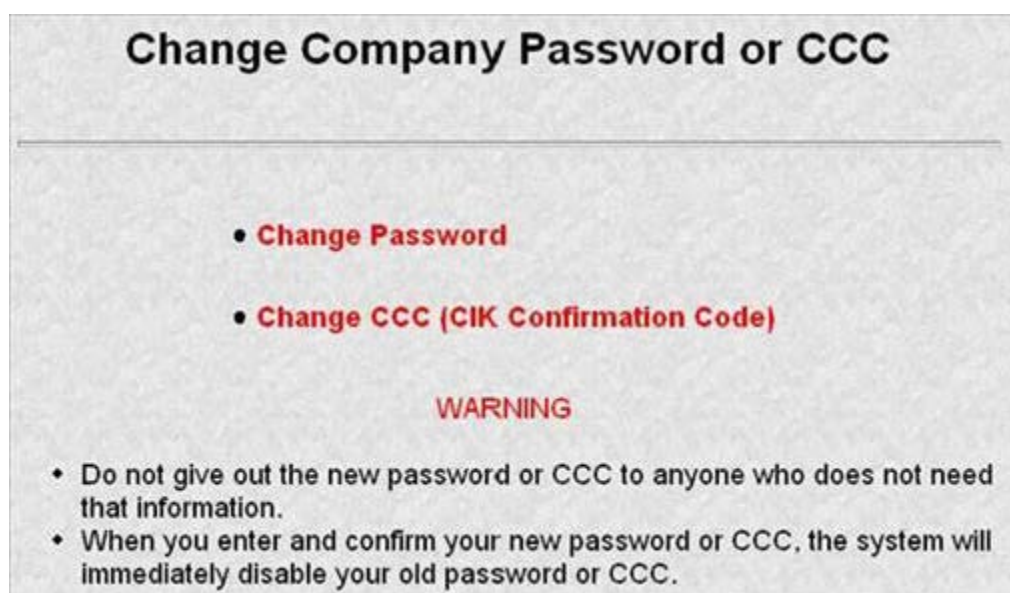 Change Company Password or CCC
• Change Password
• Change CCC (CIK Confirmation Code)
WARNING
• Do not give out the new password or CCC to anyone who does not need
that information.
• When you enter and confirm your new password or CCC, the system will
immediately disable your old password or CCC.